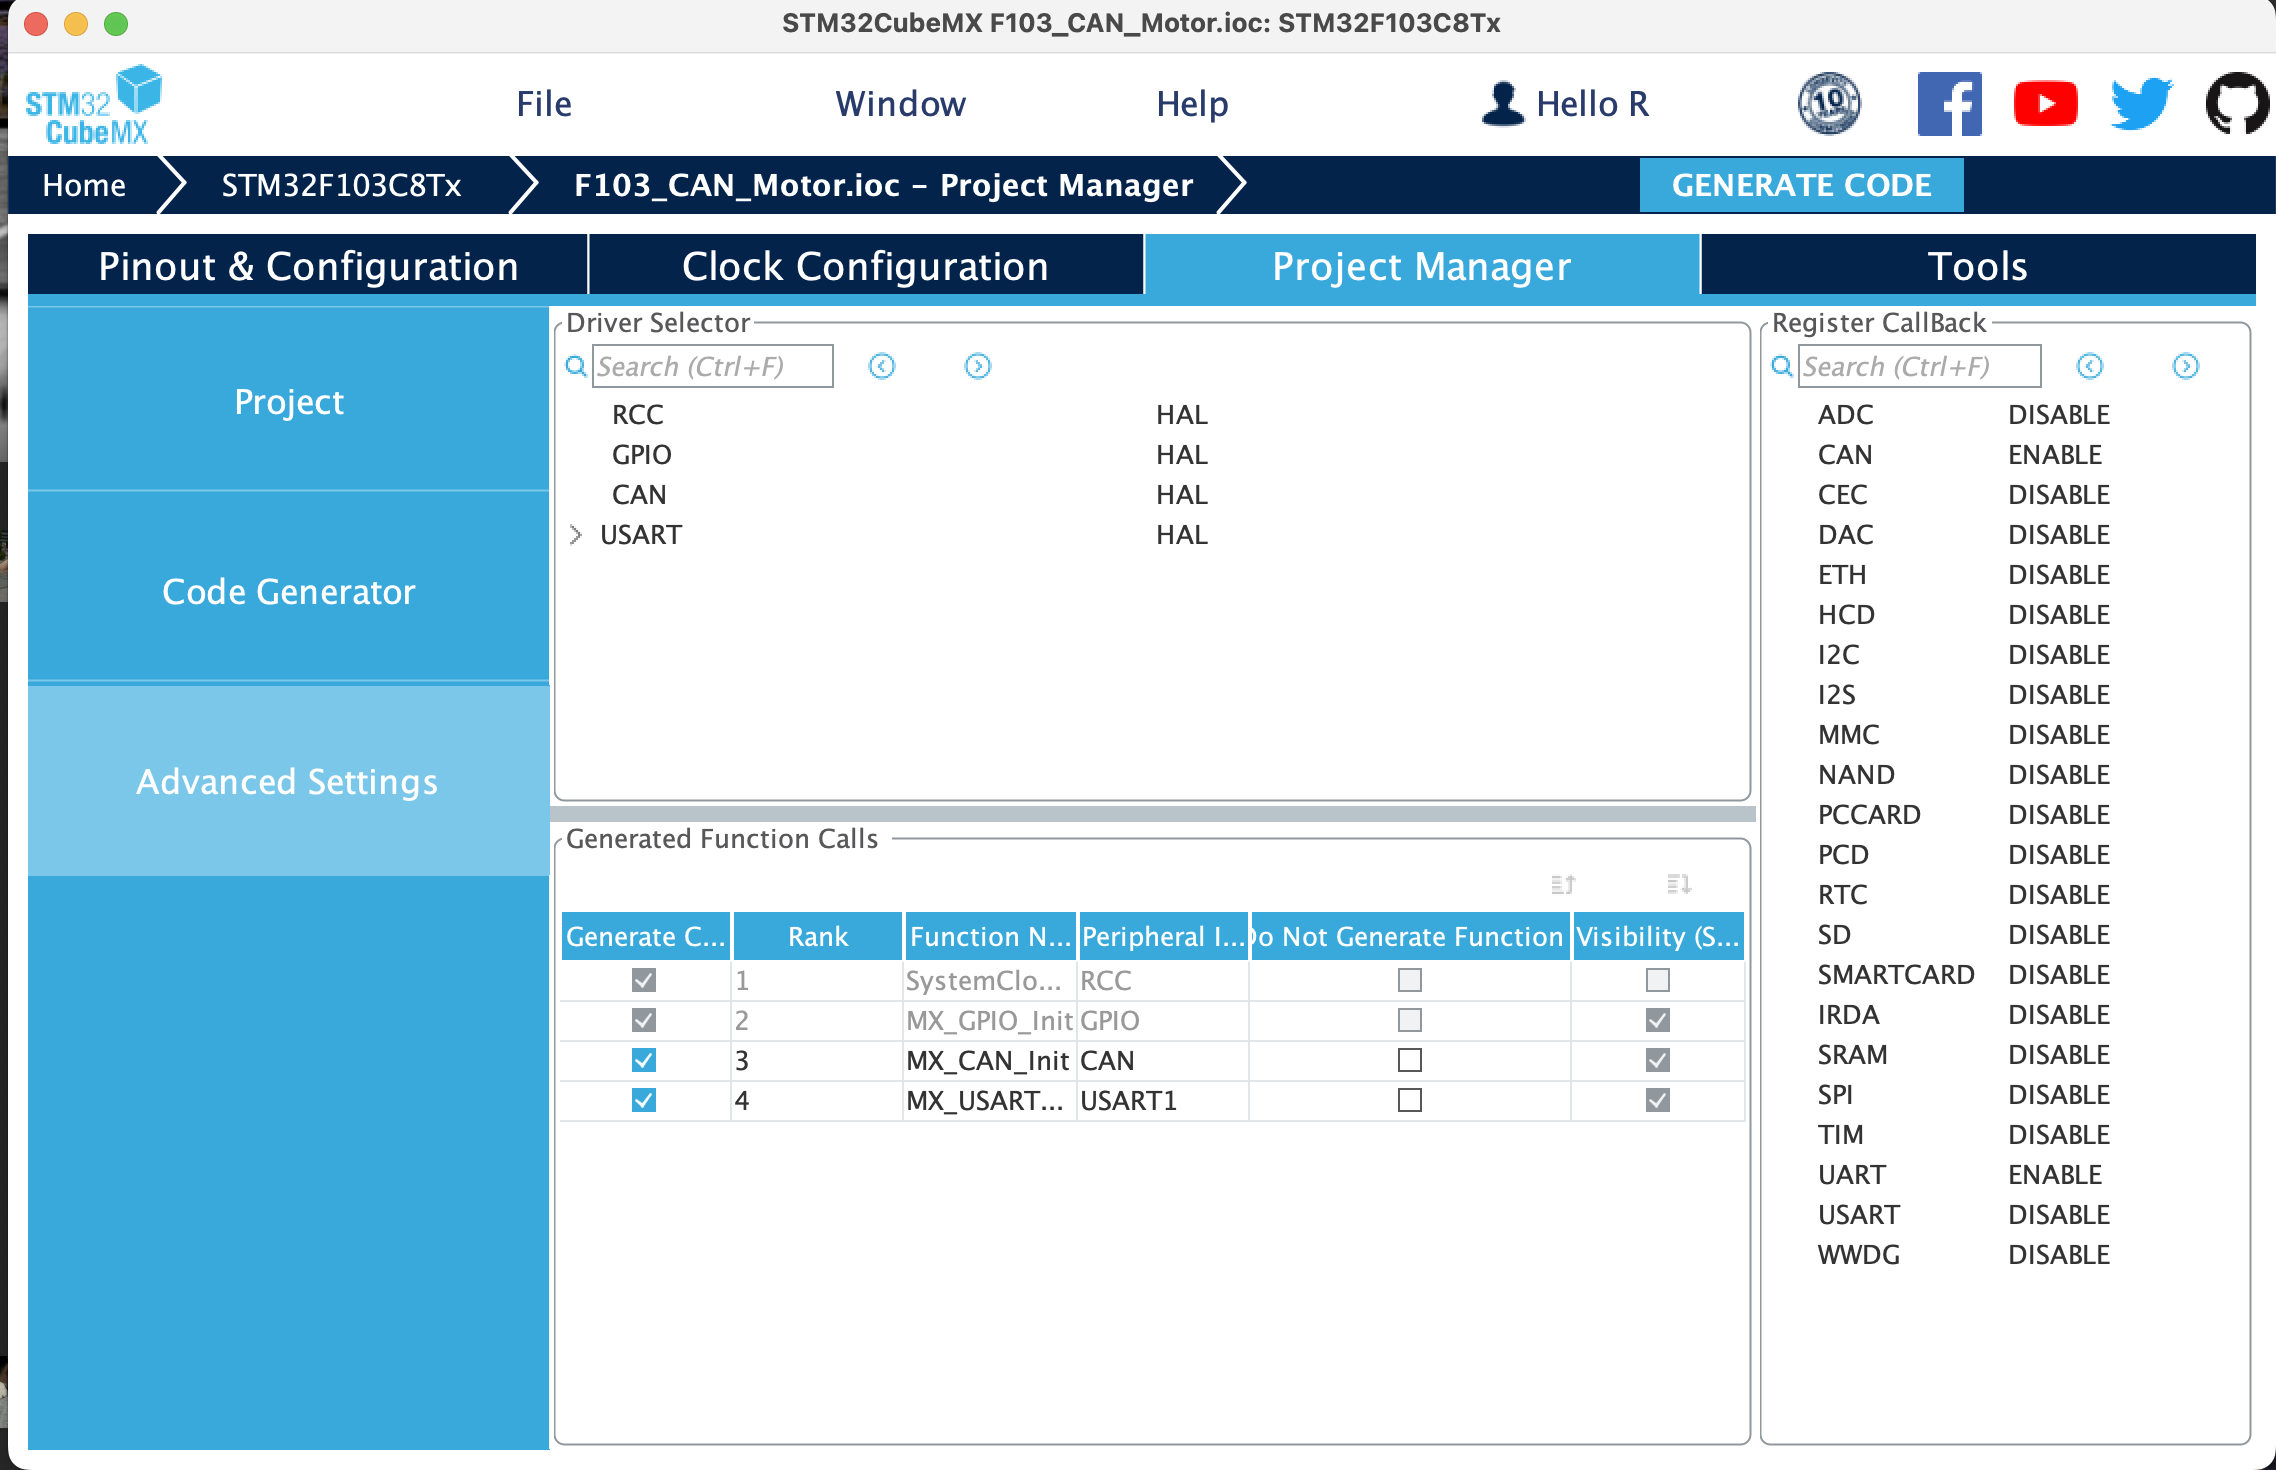 STM32CubeMX F103_CAN_Motor.ioc: STM32F103C8Tx
STM32
CubeMX
File
Window
Help
Hello R
10
Home
STM32F103C8Tx
F103_CAN_Motor.ioc – Project Manager
GENERATE CODE
Pinout & Configuration
Clock Configuration
Project Manager
Tools
Project
Code Generator
Advanced Settings
Driver Selector
Search (Ctrl+F)
RCC HAL
GPIO HAL
CAN HAL
USART HAL
Generated Function Calls
Generate C... Rank Function N... Peripheral I... Do Not Generate Function Visibility (S...
1 SystemClo... RCC
2 MX_GPIO_Init GPIO
3 MX_CAN_Init CAN
4 MX_USART... USART1
Register CallBack
Search (Ctrl+F)
ADC DISABLE
CAN ENABLE
CEC DISABLE
DAC DISABLE
ETH DISABLE
HCD DISABLE
I2C DISABLE
I2S DISABLE
MMC DISABLE
NAND DISABLE
PCCARD DISABLE
PCD DISABLE
RTC DISABLE
SD DISABLE
SMARTCARD DISABLE
IRDA DISABLE
SRAM DISABLE
SPI DISABLE
TIM DISABLE
UART ENABLE
USART DISABLE
WWDG DISABLE